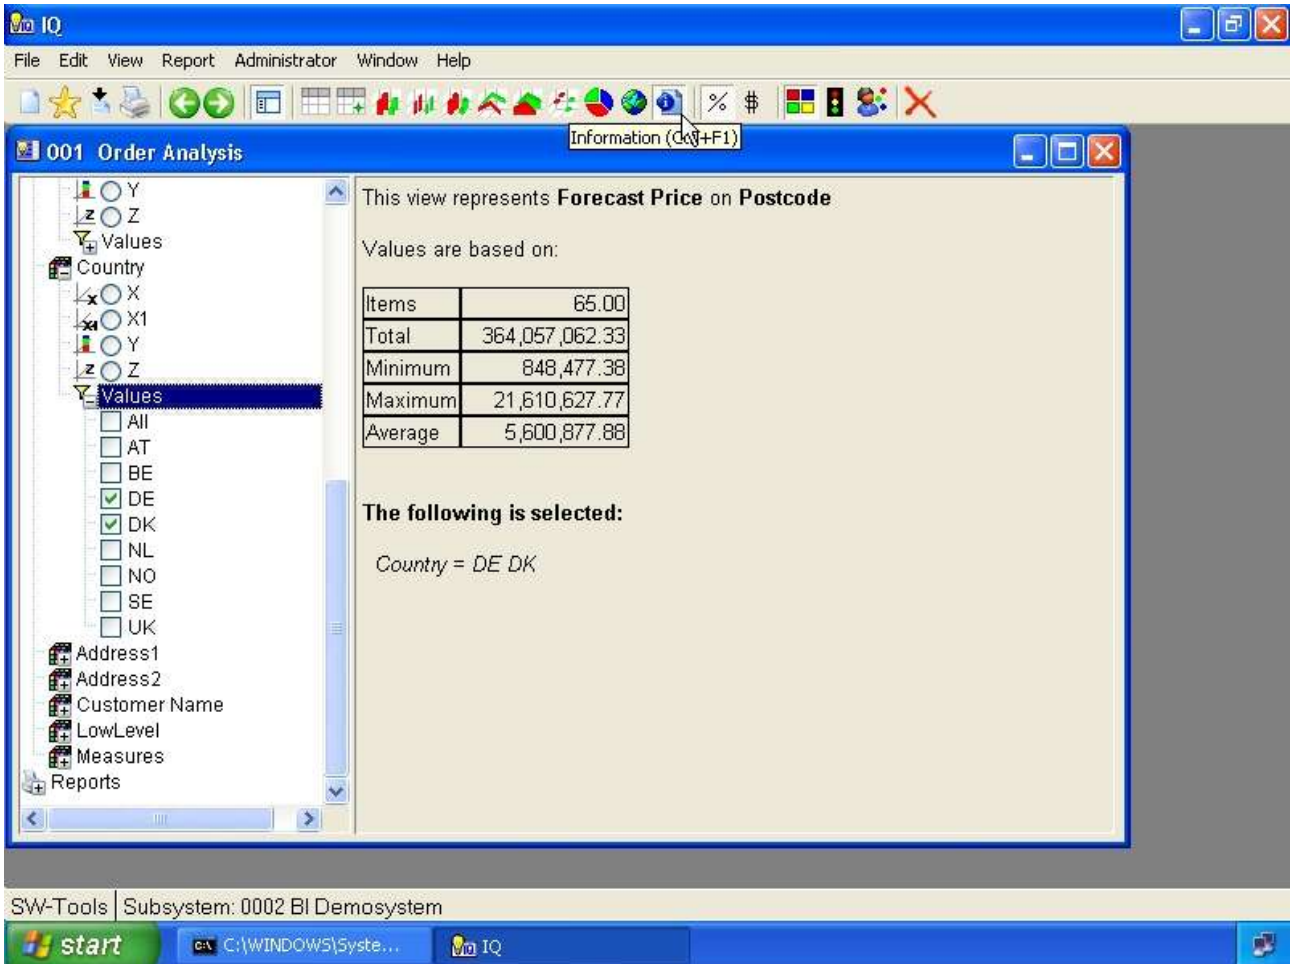 IQ
File Edit View Report Administrator Window Help
% $
Information (Ctrl+F1)
001 Order Analysis
Y
Z
Values
Country
X
X1
Y
Z
Values
All
AT
BE
DE
DK
NL
NO
SE
UK
Address1
Address2
Customer Name
LowLevel
Measures
Reports
This view represents Forecast Price on Postcode
Values are based on:
Items 65.00
Total 364,057,062.33
Minimum 848,477.38
Maximum 21,610,627.77
Average 5,600,877.88
The following is selected:
Country = DE DK
SW-Tools Subsystem: 0002 BI Demosystem
start C:\WINDOWS\Syste... IQ